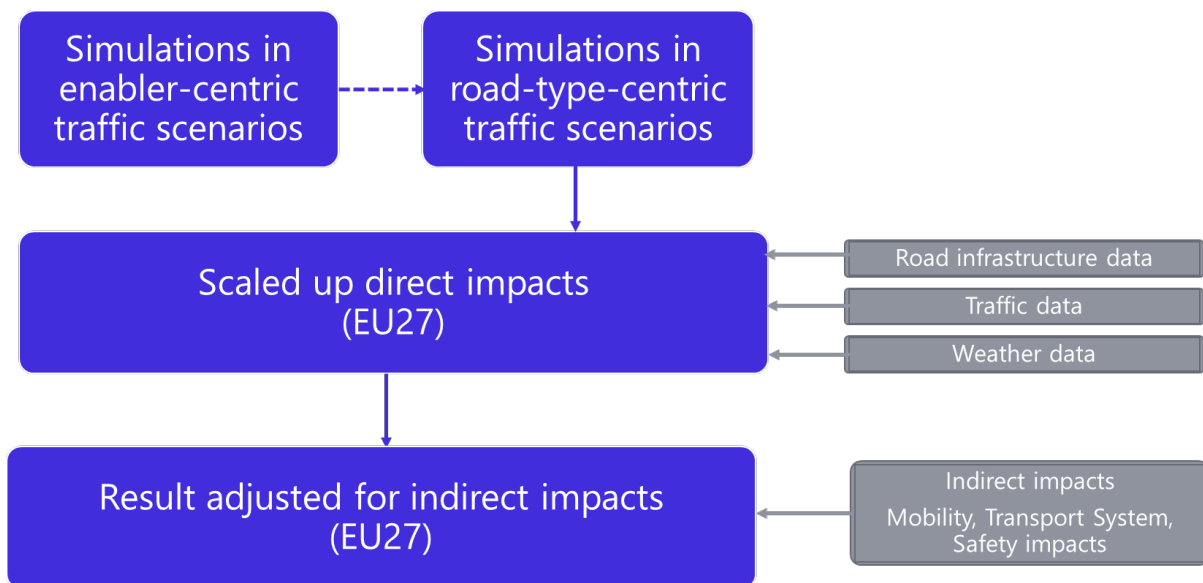 Simulations in
enabler-centric
traffic scenarios
Simulations in
road-type-centric
traffic scenarios
Scaled up direct impacts
(EU27)
Road infrastructure data
Traffic data
Weather data
Result adjusted for indirect impacts
(EU27)
Indirect impacts
Mobility, Transport System,
Safety impacts